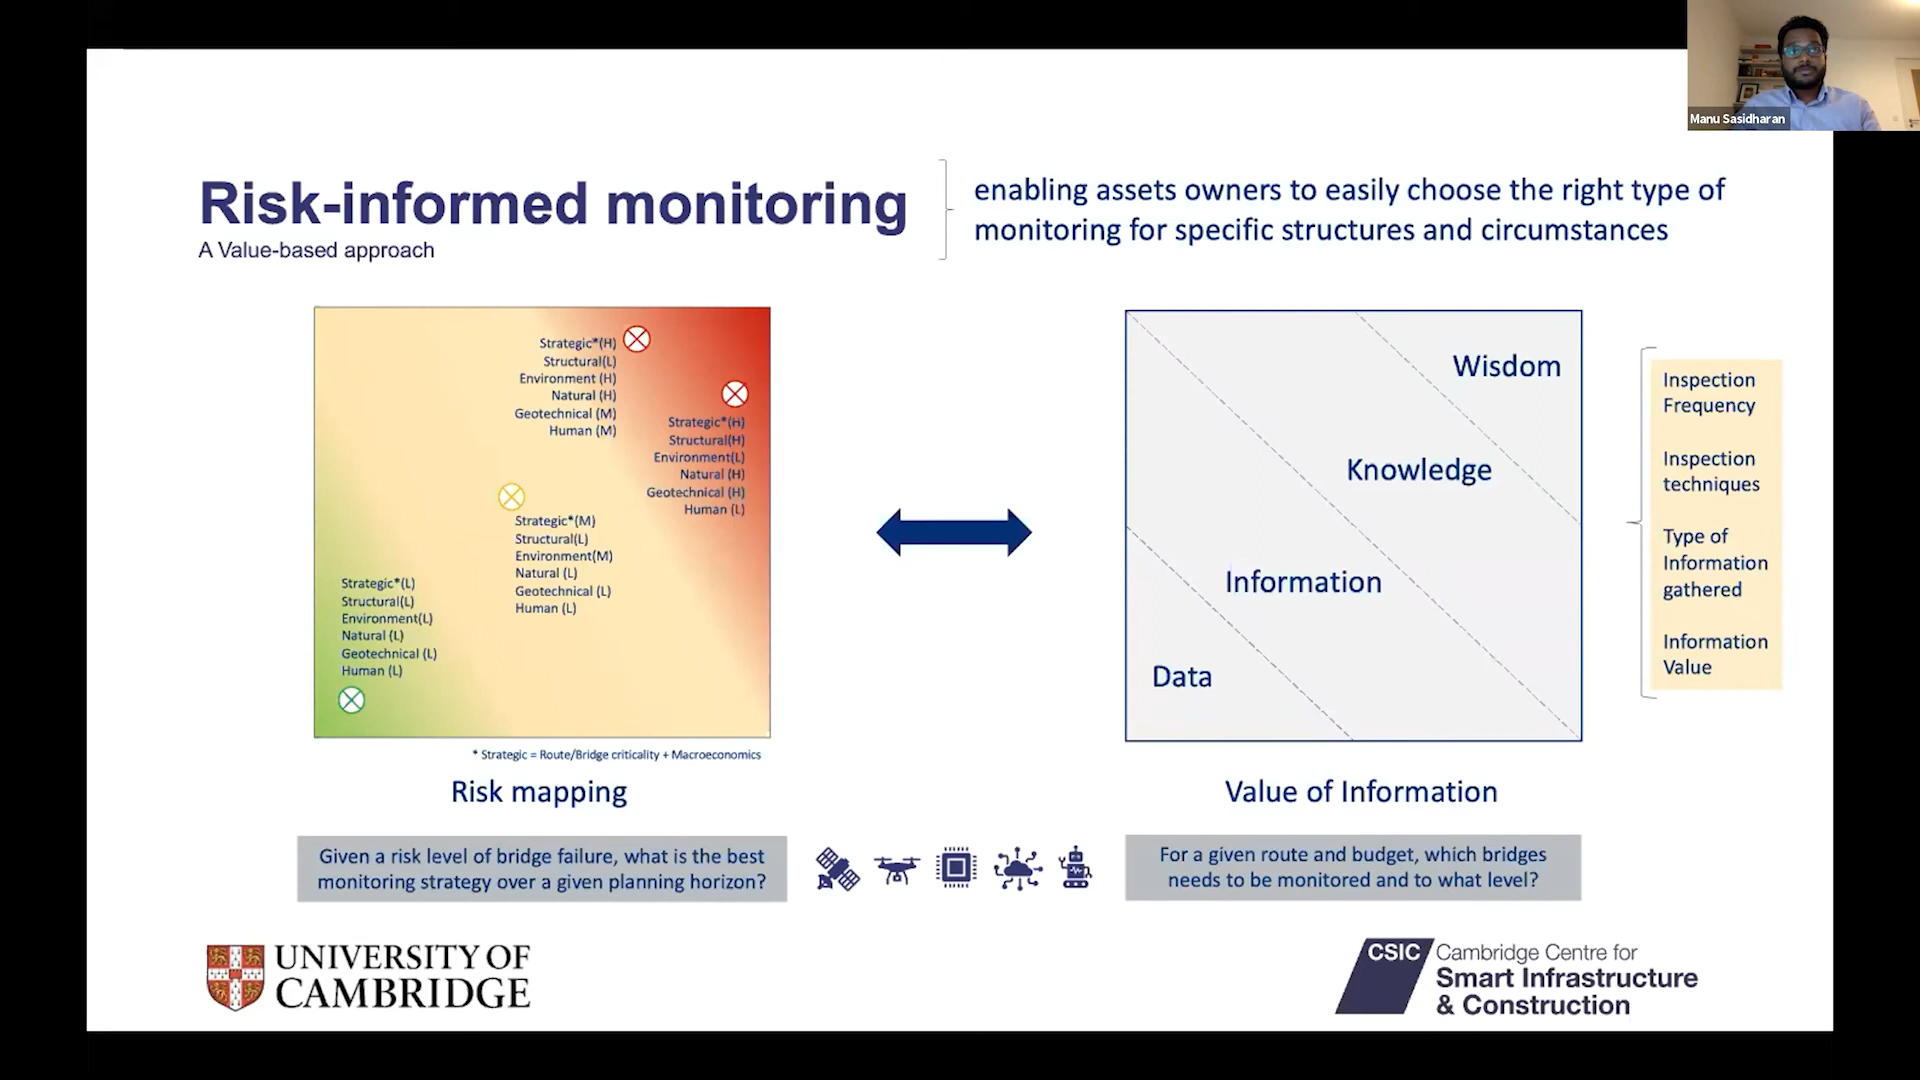 Manu Sasidharan
Risk-informed monitoring
A Value-based approach
enabling assets owners to easily choose the right type of
monitoring for specific structures and circumstances
Strategic*(H)
Structural(L)
Environment (H)
Natural (H)
Geotechnical (M)
Human (M)
Strategic*(H)
Structural(H)
Environment(L)
Natural (H)
Geotechnical (H)
Human (L)
Strategic*(M)
Structural(L)
Environment(M)
Natural (L)
Geotechnical (L)
Human (L)
Strategic*(L)
Structural(L)
Environment(L)
Natural (L)
Geotechnical (L)
Human (L)
* Strategic = Route/Bridge criticality + Macroeconomics
Risk mapping
Given a risk level of bridge failure, what is the best
monitoring strategy over a given planning horizon?
Wisdom
Knowledge
Information
Data
Value of Information
For a given route and budget, which bridges
needs to be monitored and to what level?
Inspection
Frequency
Inspection
techniques
Type of
Information
gathered
Information
Value
UNIVERSITY OF
CAMBRIDGE
CSIC
Cambridge Centre for
Smart Infrastructure
& Construction